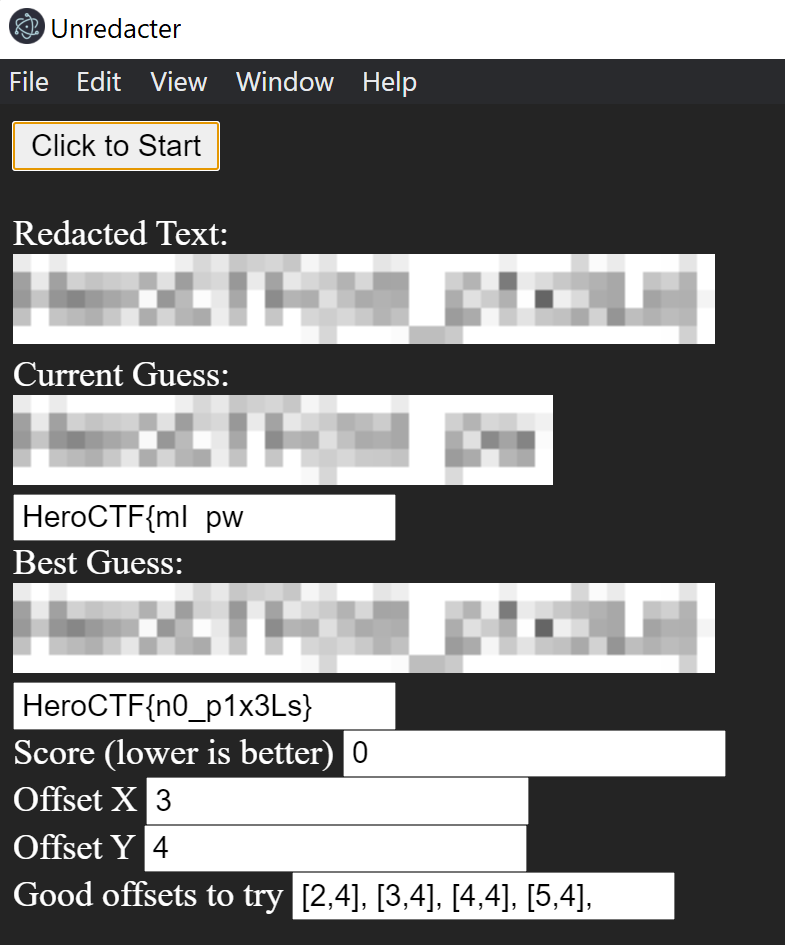 Unredacter
File Edit View Window Help
Click to Start
Redacted Text:
Current Guess:
HeroCTF{ml  pw
Best Guess:
HeroCTF{n0_p1x3Ls}
Score (lower is better) 0
Offset X 3
Offset Y 4
Good offsets to try [2,4], [3,4], [4,4], [5,4],